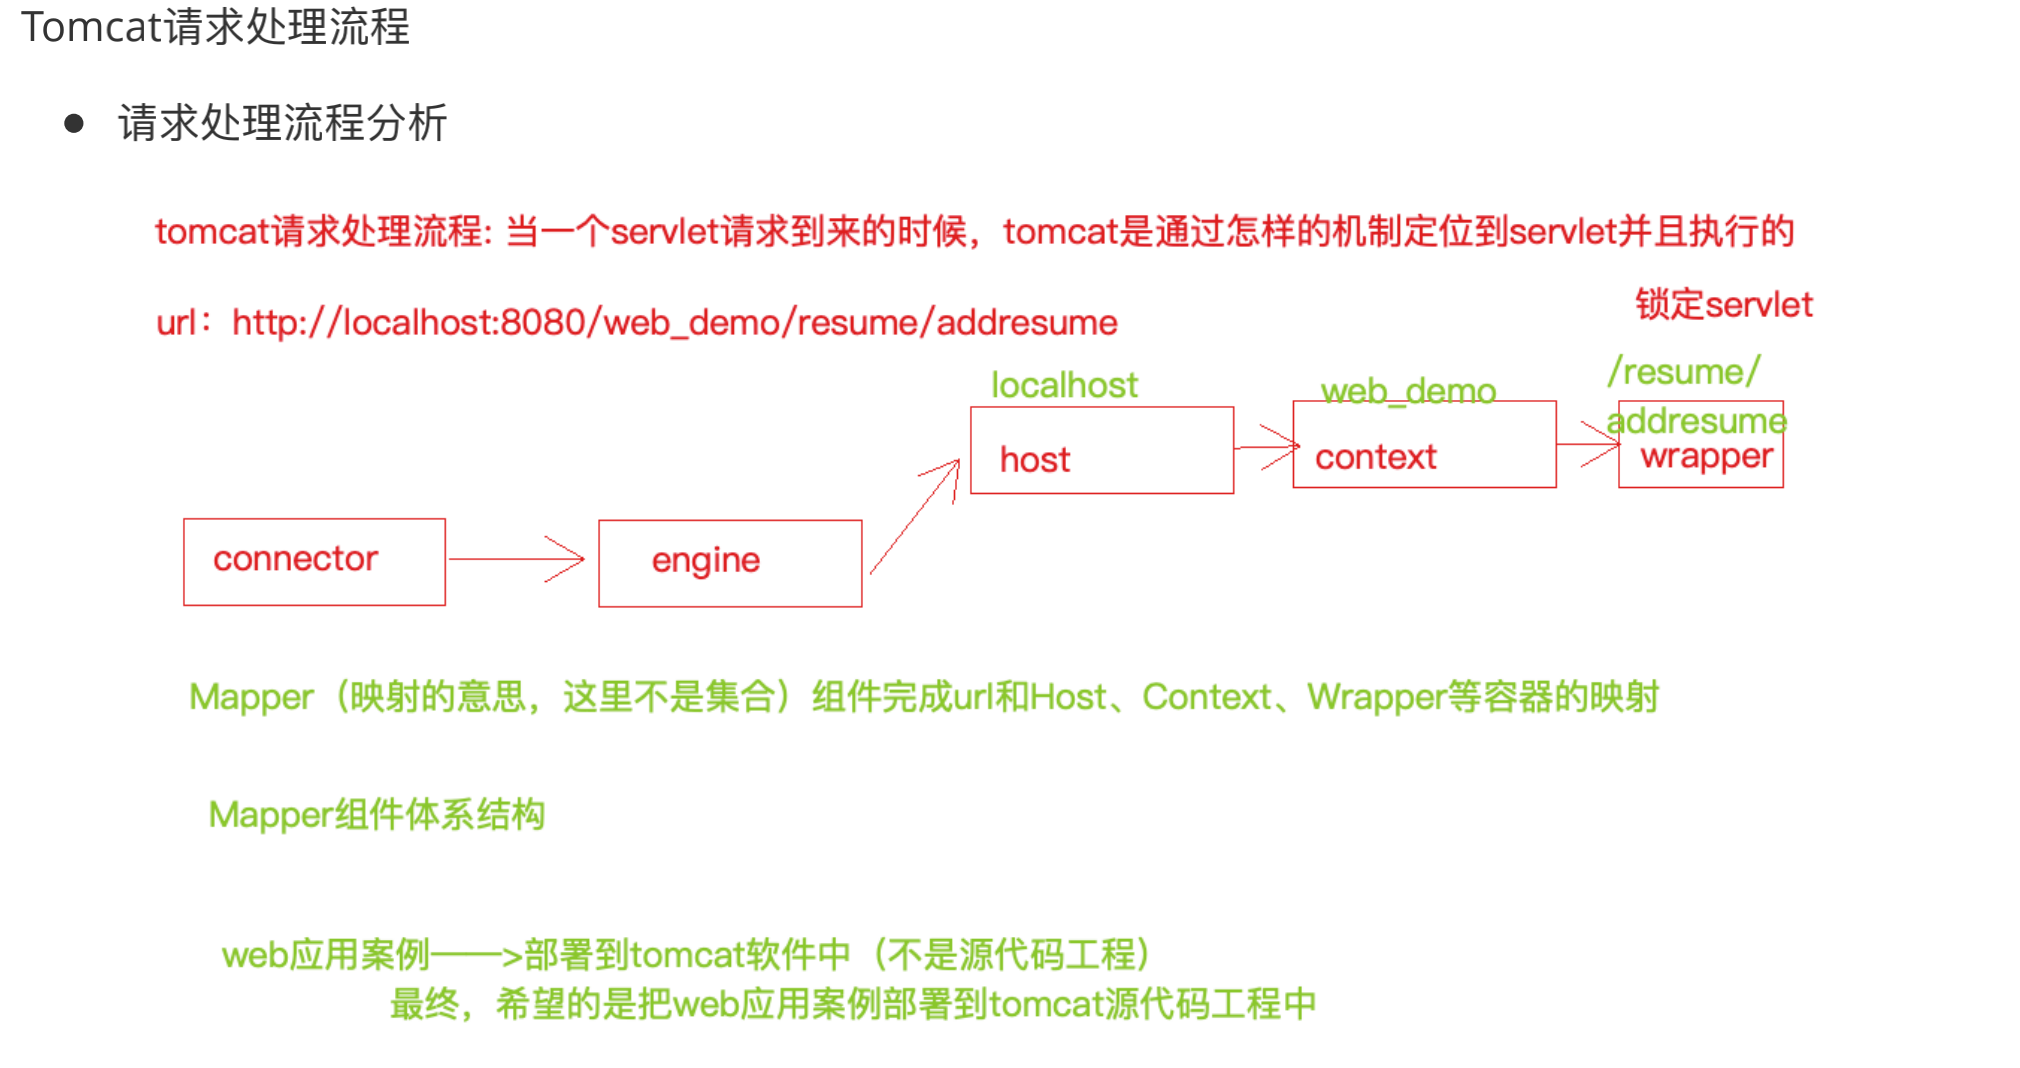 Tomcat请求处理流程
● 请求处理流程分析
tomcat请求处理流程: 当一个servlet请求到来的时候，tomcat是通过怎样的机制定位到servlet并且执行的
锁定servlet
url：http://localhost:8080/web_demo/resume/addresume
localhost
web_demo
/resume/
addresume
host
context
wrapper
connector
engine
Mapper（映射的意思，这里不是集合）组件完成url和Host、Context、Wrapper等容器的映射
Mapper组件体系结构
web应用案例——>部署到tomcat软件中（不是源代码工程）
最终，希望的是把web应用案例部署到tomcat源代码工程中